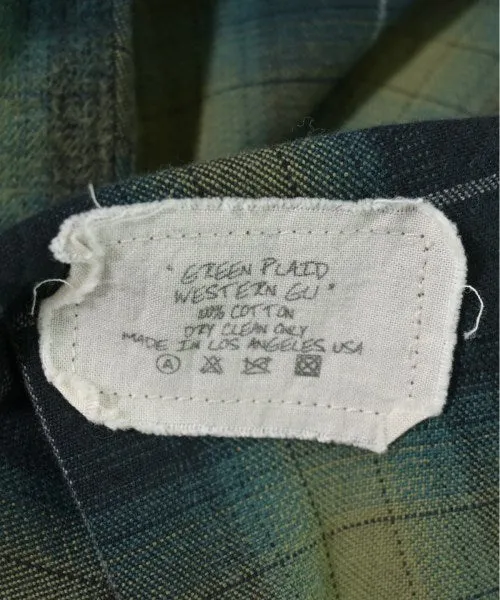 "GREEN PLAID
WESTERN GU"
100% COTTON
DRY CLEAN ONLY
MADE IN LOS ANGELES USA
A